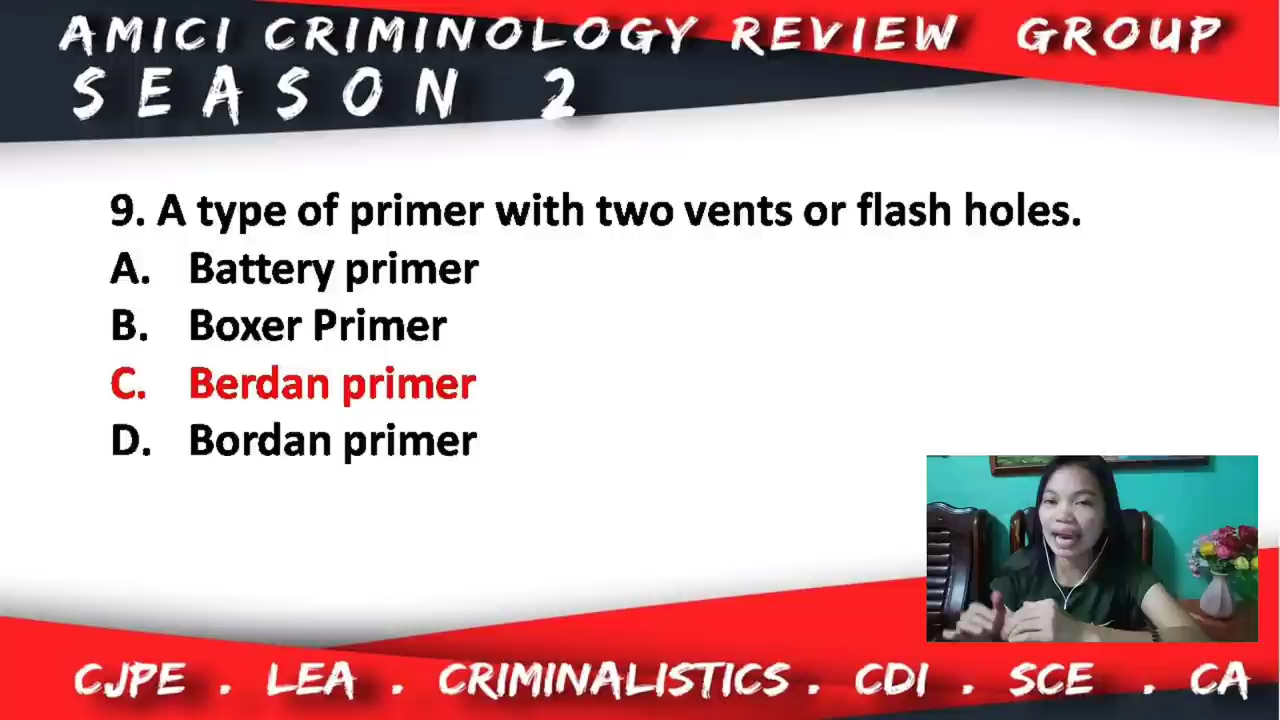 AMICI CRIMINOLOGY REVIEW GROUP
SEASON 2
9. A type of primer with two vents or flash holes.
A. Battery primer
B. Boxer Primer
C. Berdan primer
D. Bordan primer
CJPE . LEA . CRIMINALISTICS . CDI . SCE . CA